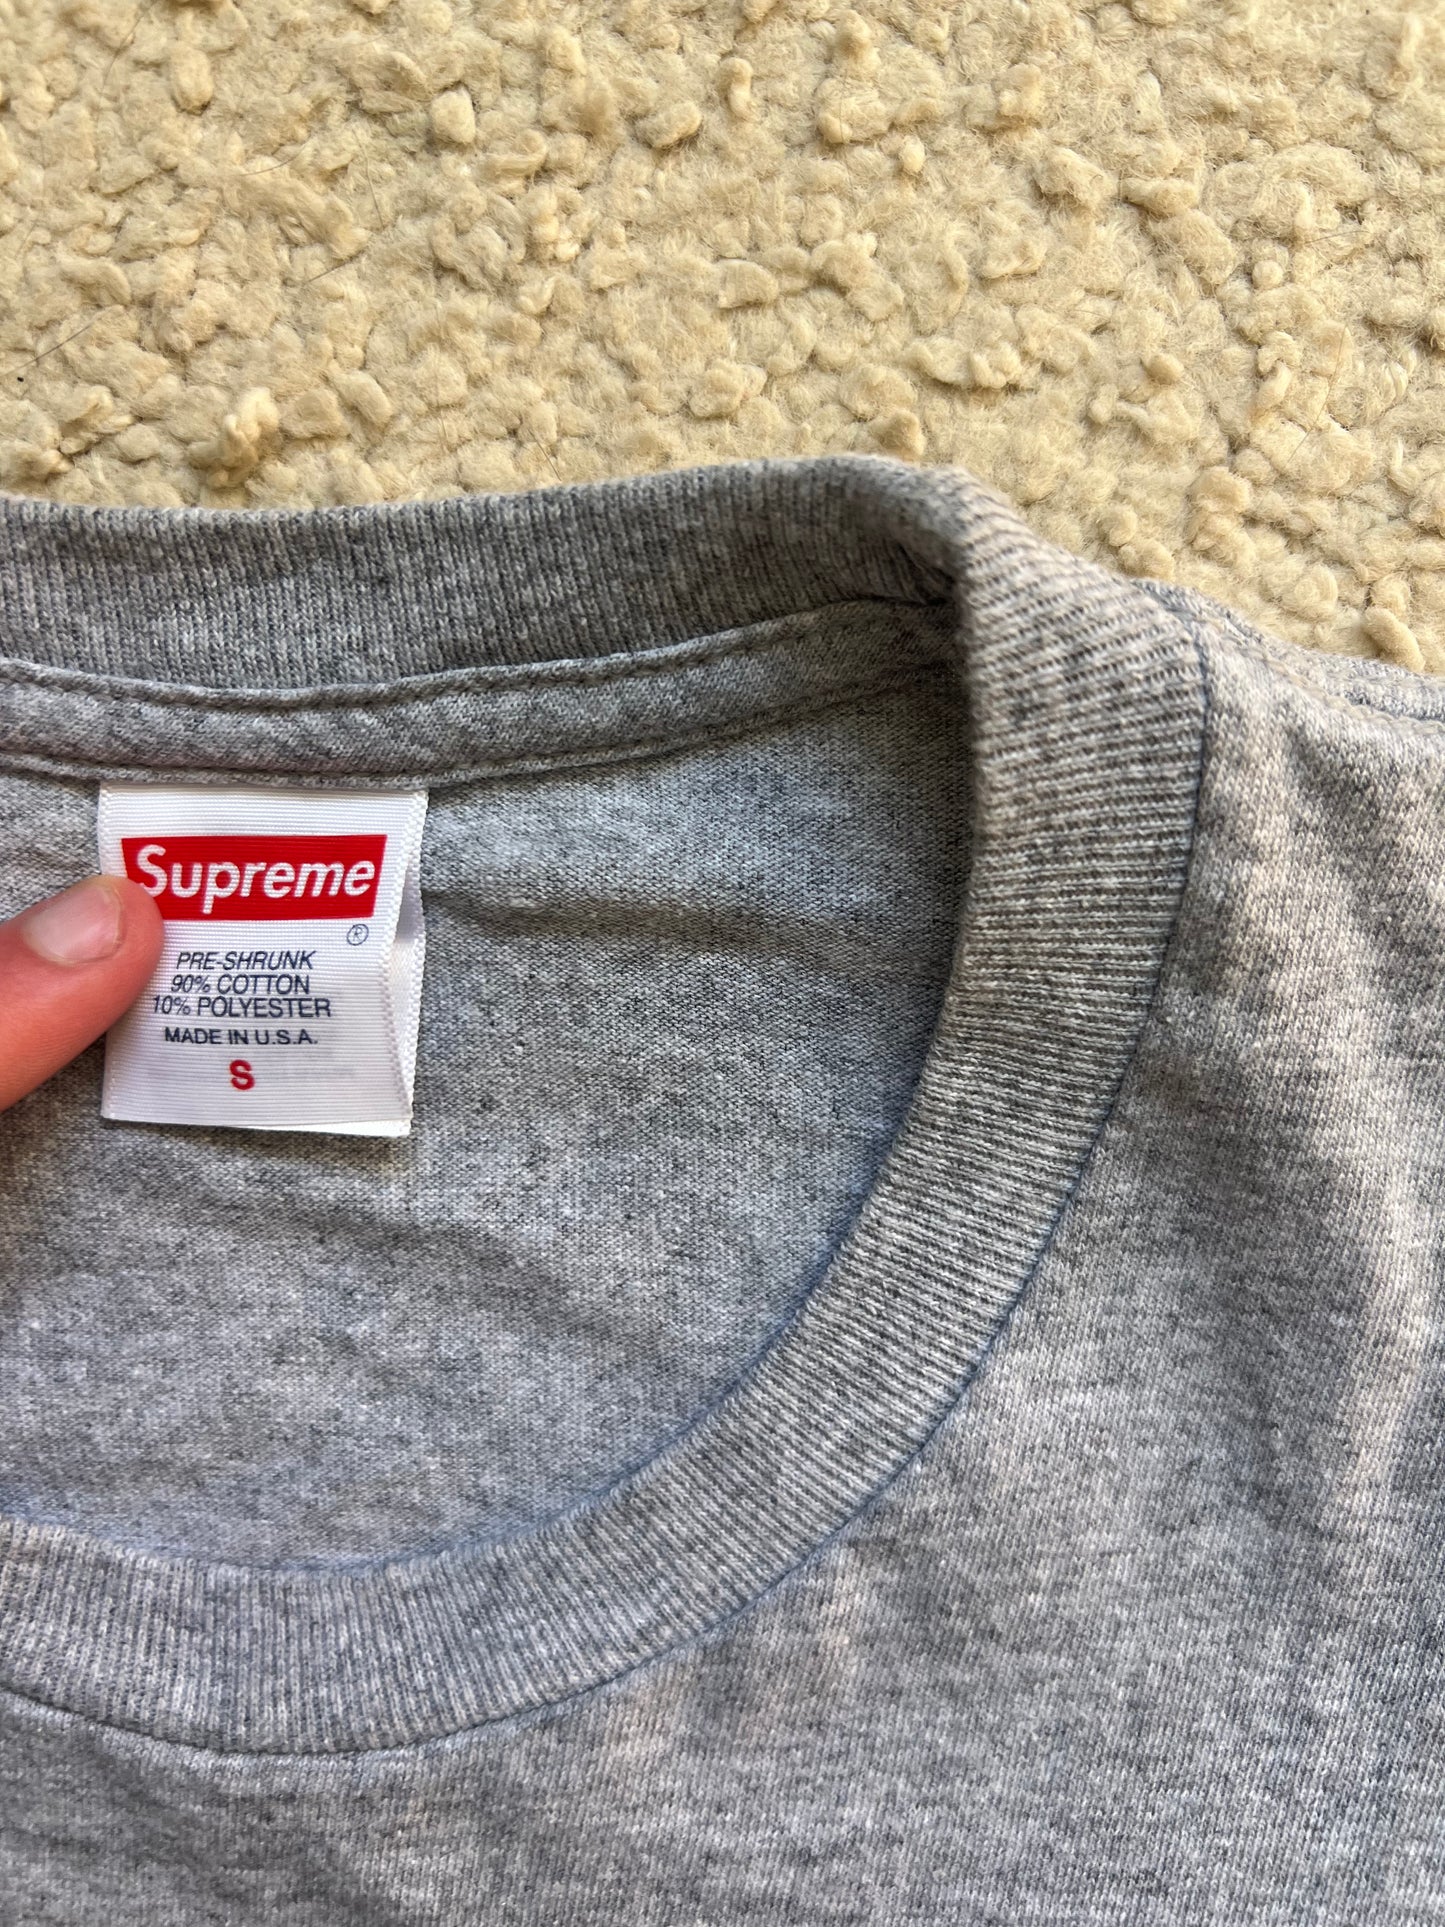 Supreme
®
PRE-SHRUNK
90% COTTON
10% POLYESTER
MADE IN U.S.A.
S